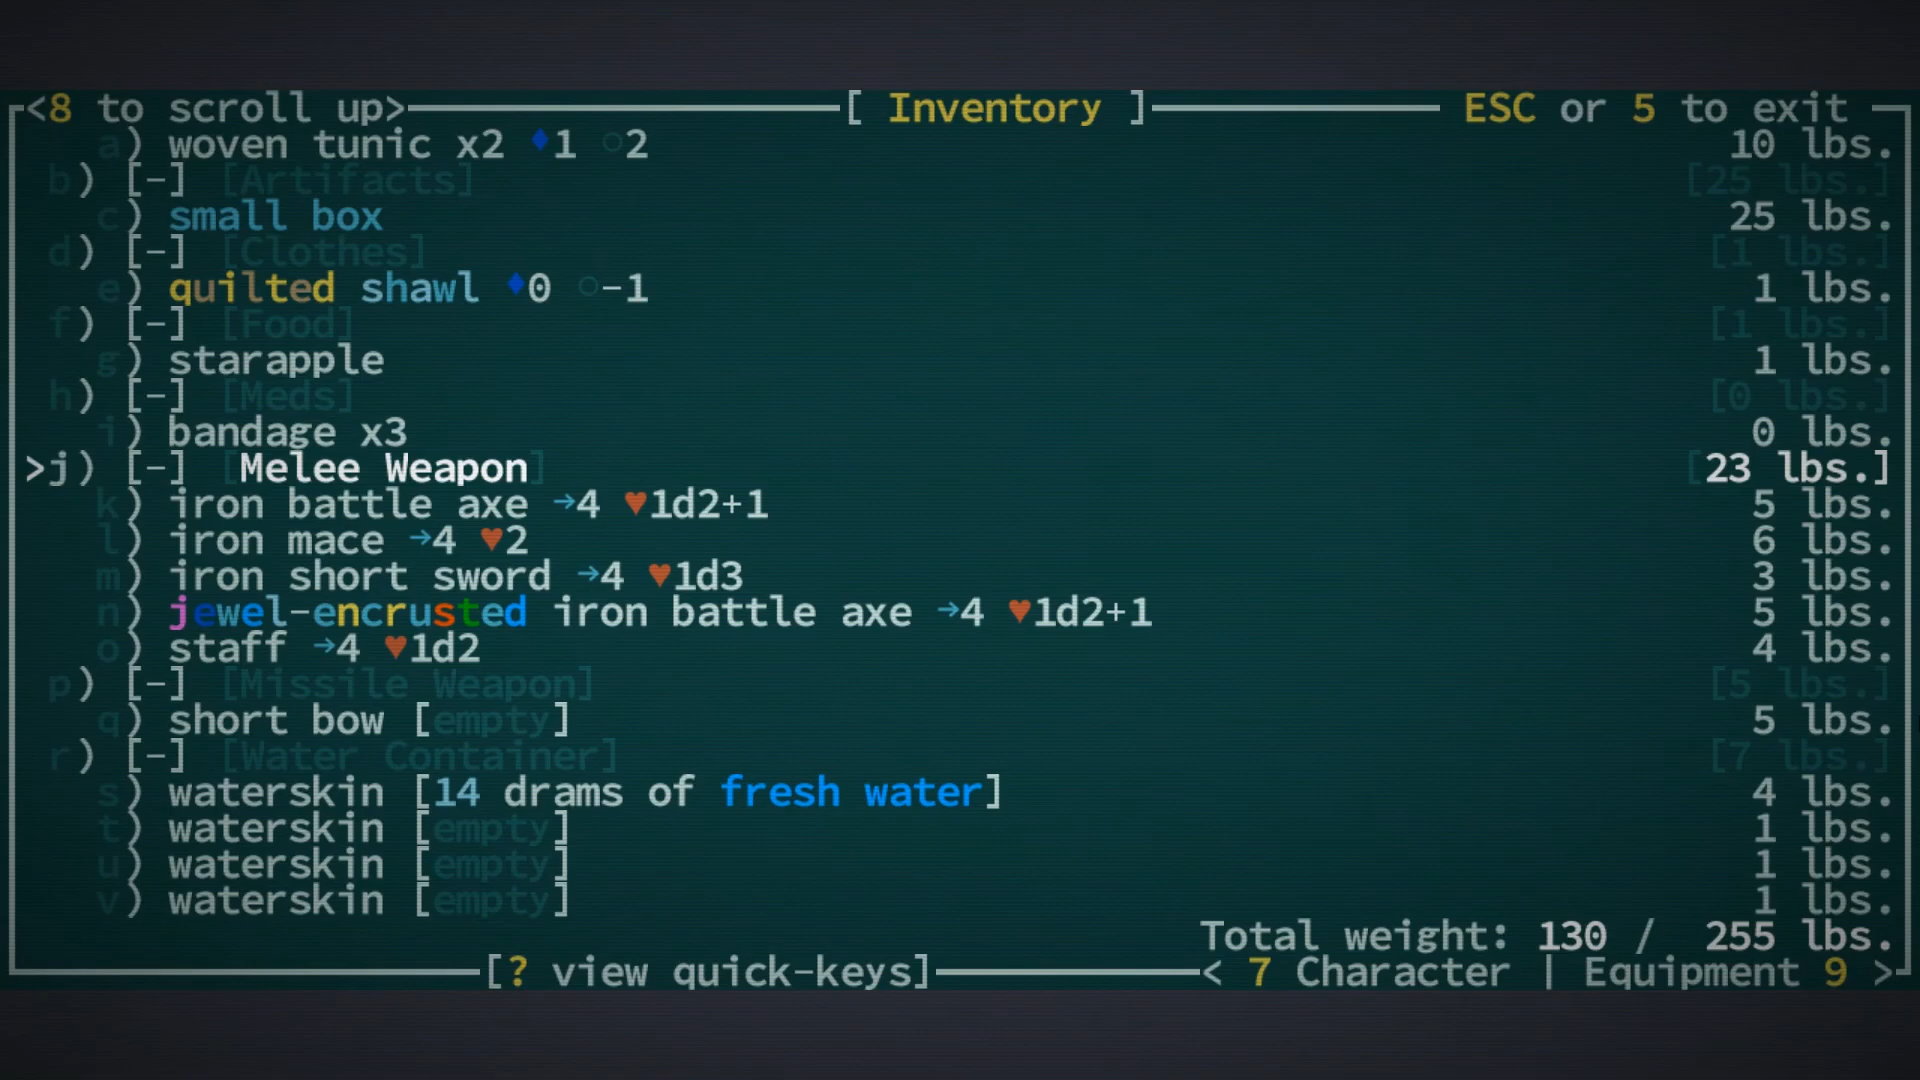 <8 to scroll up> [ Inventory ] ESC or 5 to exit
a) woven tunic x2 ♦1 ○2 10 lbs.
b) [-] [Artifacts] [25 lbs.]
c) small box 25 lbs.
d) [-] [Clothes] [1 lbs.]
e) quilted shawl ♦0 ○-1 1 lbs.
f) [-] [Food] [1 lbs.]
g) starapple 1 lbs.
h) [-] [Meds] [0 lbs.]
i) bandage x3 0 lbs.
>j) [-] [Melee Weapon] [23 lbs.]
k) iron battle axe →4 ♥1d2+1 5 lbs.
l) iron mace →4 ♥2 6 lbs.
m) iron short sword →4 ♥1d3 3 lbs.
n) jewel-encrusted iron battle axe →4 ♥1d2+1 5 lbs.
o) staff →4 ♥1d2 4 lbs.
p) [-] [Missile Weapon] [5 lbs.]
q) short bow [empty] 5 lbs.
r) [-] [Water Container] [7 lbs.]
s) waterskin [14 drams of fresh water] 4 lbs.
t) waterskin [empty] 1 lbs.
u) waterskin [empty] 1 lbs.
v) waterskin [empty] 1 lbs.
Total weight: 130 / 255 lbs.
[? view quick-keys] < 7 Character | Equipment 9 >